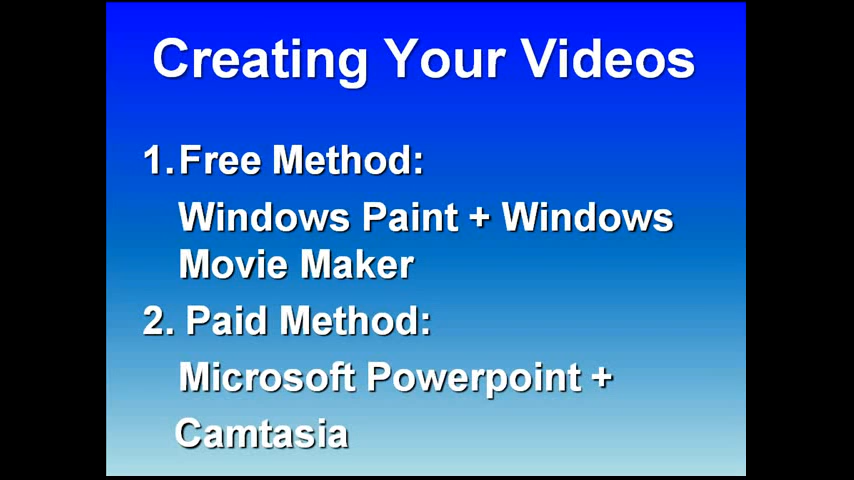 Creating Your Videos
1. Free Method:
Windows Paint + Windows
Movie Maker
2. Paid Method:
Microsoft Powerpoint +
Camtasia